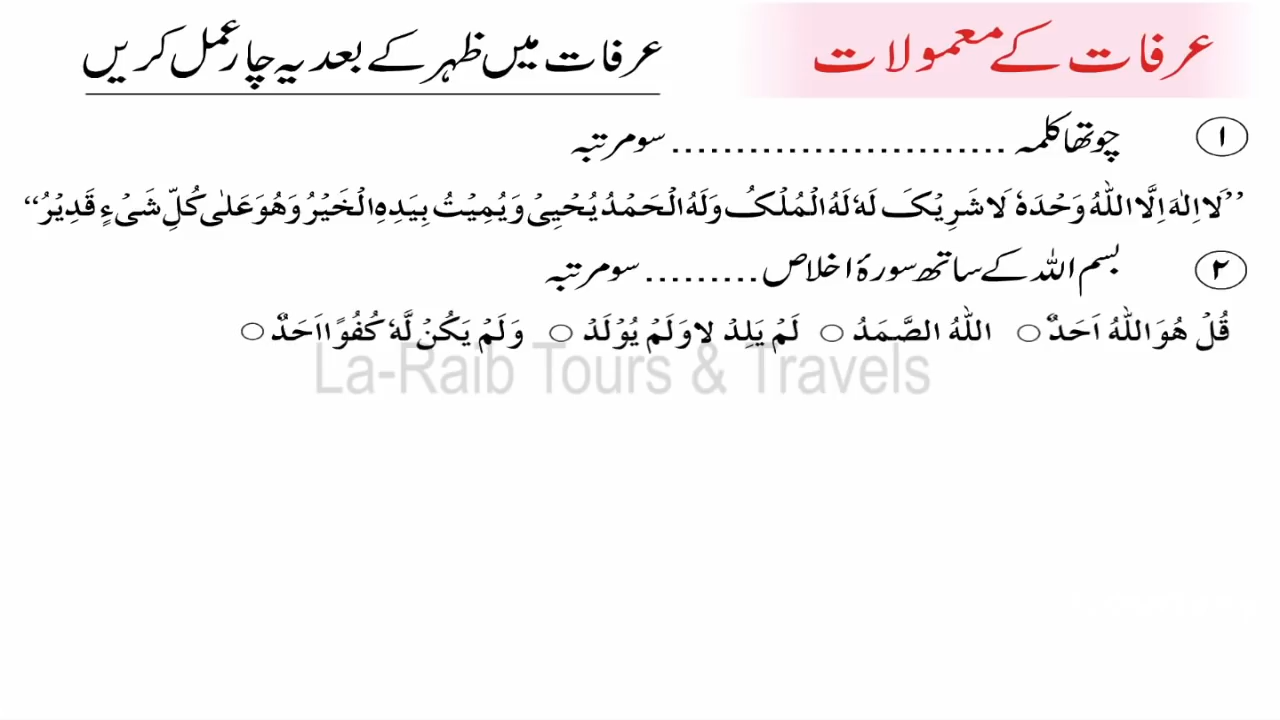 عرفات کے معمولات
عرفات میں ظہر کے بعد یہ چار عمل کریں
۱ چوتھا کلمہ .......................... سو مرتبہ
’’لَا اِلٰهَ اِلَّا اللّٰهُ وَحْدَهٗ لَا شَرِيْكَ لَهٗ لَهُ الْمُلْكُ وَلَهُ الْحَمْدُ يُحْيِیْ وَ يُمِيْتُ بِيَدِهِ الْخَيْرُ وَهُوَ عَلٰی كُلِّ شَیْءٍ قَدِيْرُ‘‘
۲ بسم اللہ کے ساتھ سورۂ اخلاص ......... سو مرتبہ
قُلْ هُوَ اللّٰهُ اَحَدٌ ○ اَللّٰهُ الصَّمَدُ ○ لَمْ يَلِدْ لا وَلَمْ يُوْلَدْ ○ وَلَمْ يَكُنْ لَّهٗ كُفُوًا اَحَدٌ ○
La-Raib Tours & Travels